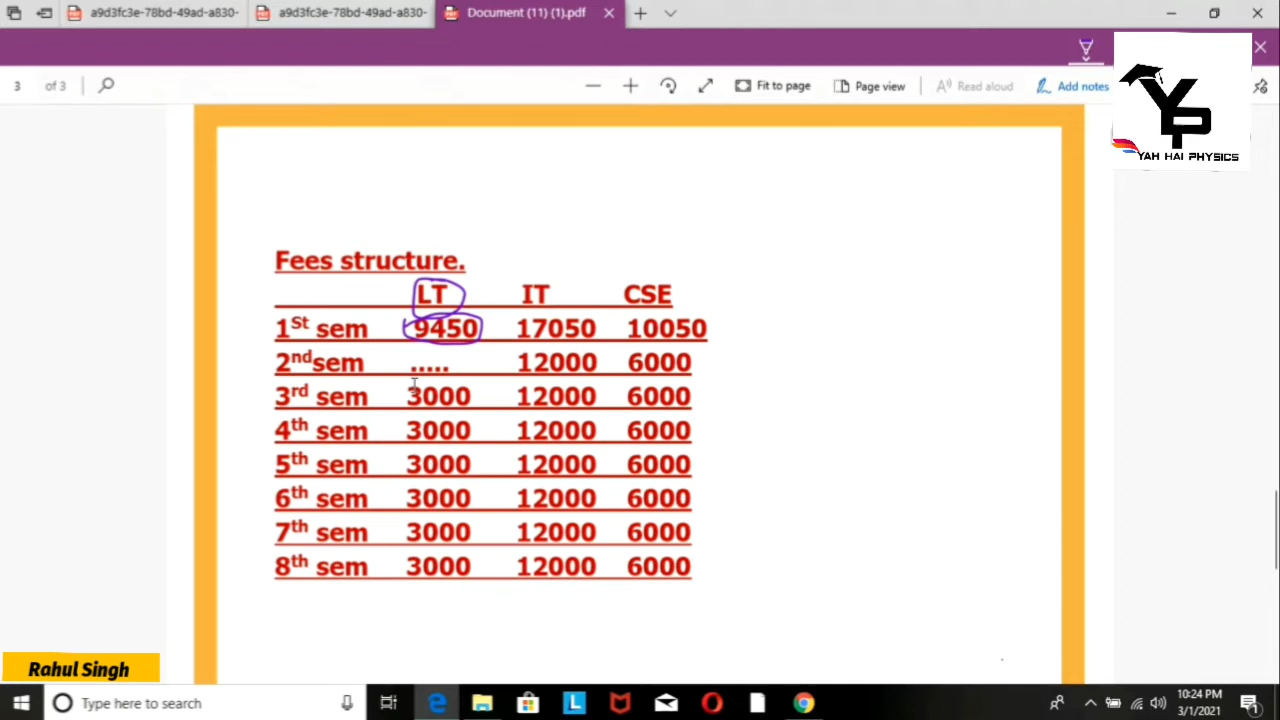 a9d3fc3e-78bd-49ad-a830- a9d3fc3e-78bd-49ad-a830- Document (11) (1).pdf
3 of 3 Fit to page Page view Read aloud Add notes
YP
YAH HAI PHYSICS
Fees structure.
LT IT CSE
1St sem 9450 17050 10050
2ndsem ..... 12000 6000
3rd sem 3000 12000 6000
4th sem 3000 12000 6000
5th sem 3000 12000 6000
6th sem 3000 12000 6000
7th sem 3000 12000 6000
8th sem 3000 12000 6000
Rahul Singh
Type here to search
10:24 PM
3/1/2021